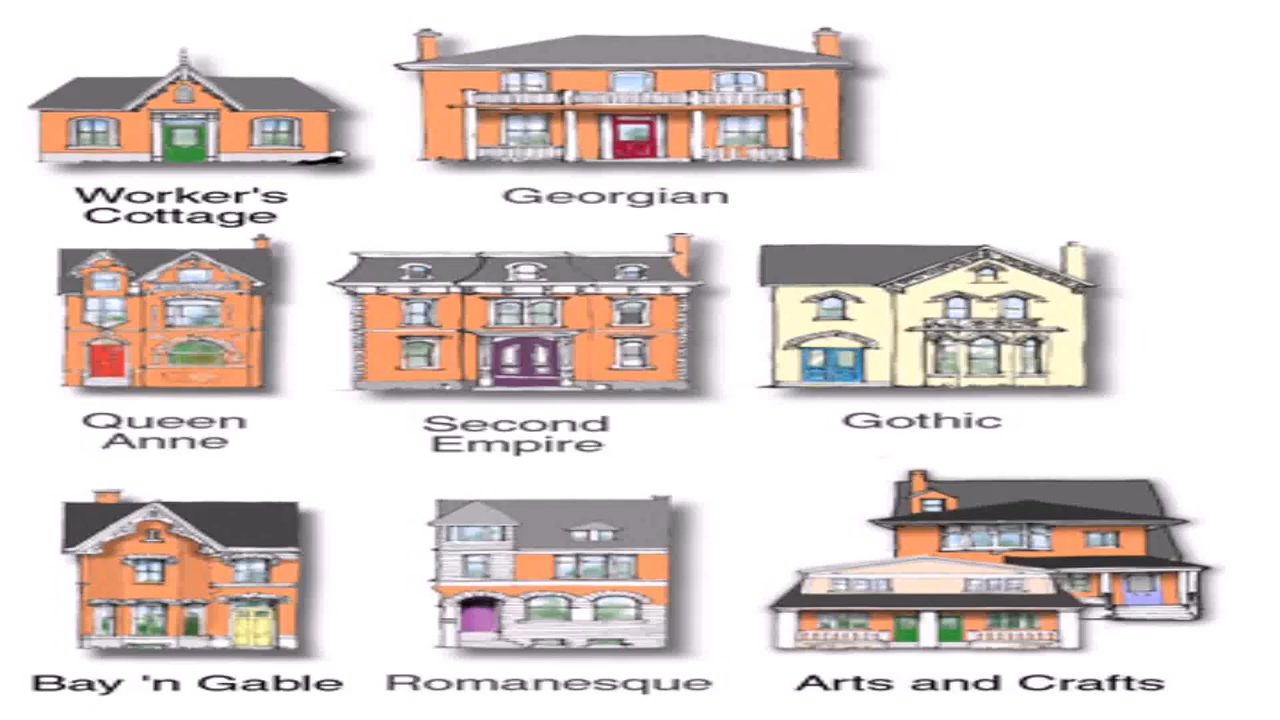 Worker's
Cottage
Georgian
Queen
Anne
Second
Empire
Gothic
Bay 'n Gable
Romanesque
Arts and Crafts